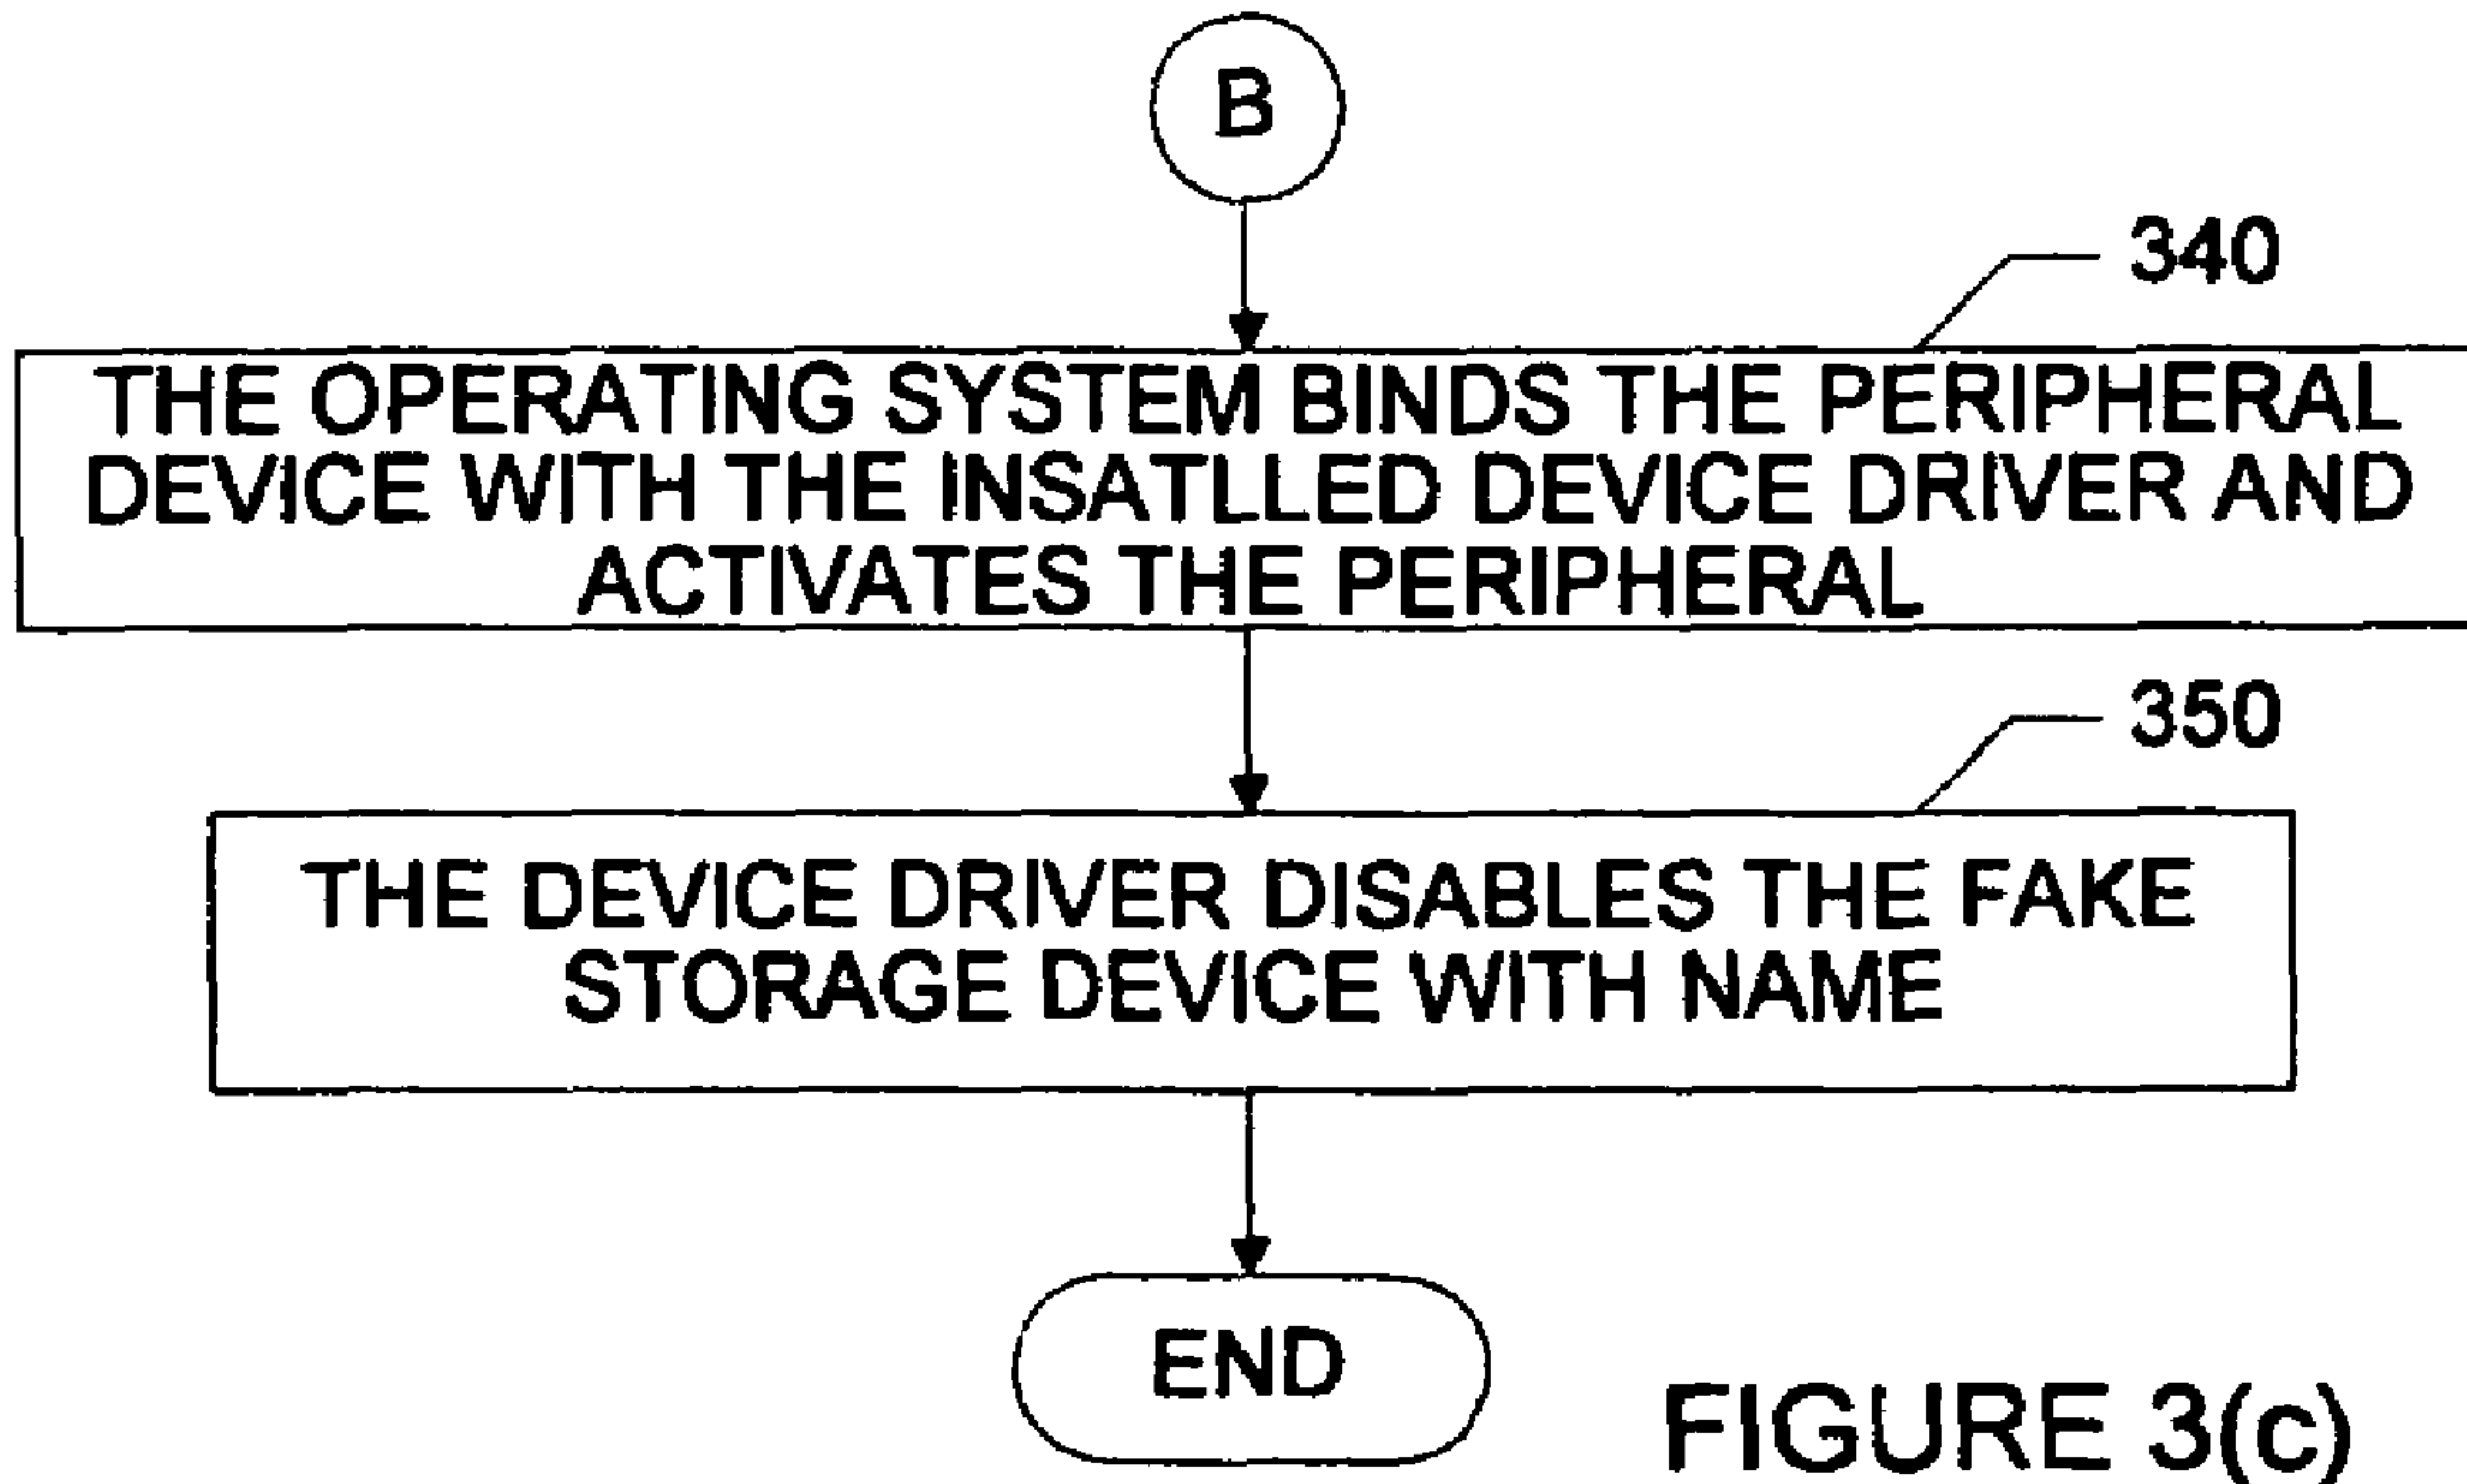 B
340
THE OPERATING SYSTEM BINDS THE PERIPHERAL
DEVICE WITH THE INSATLLED DEVICE DRIVER AND
ACTIVATES THE PERIPHERAL
350
THE DEVICE DRIVER DISABLES THE FAKE
STORAGE DEVICE WITH NAME
END
FIGURE 3(c)